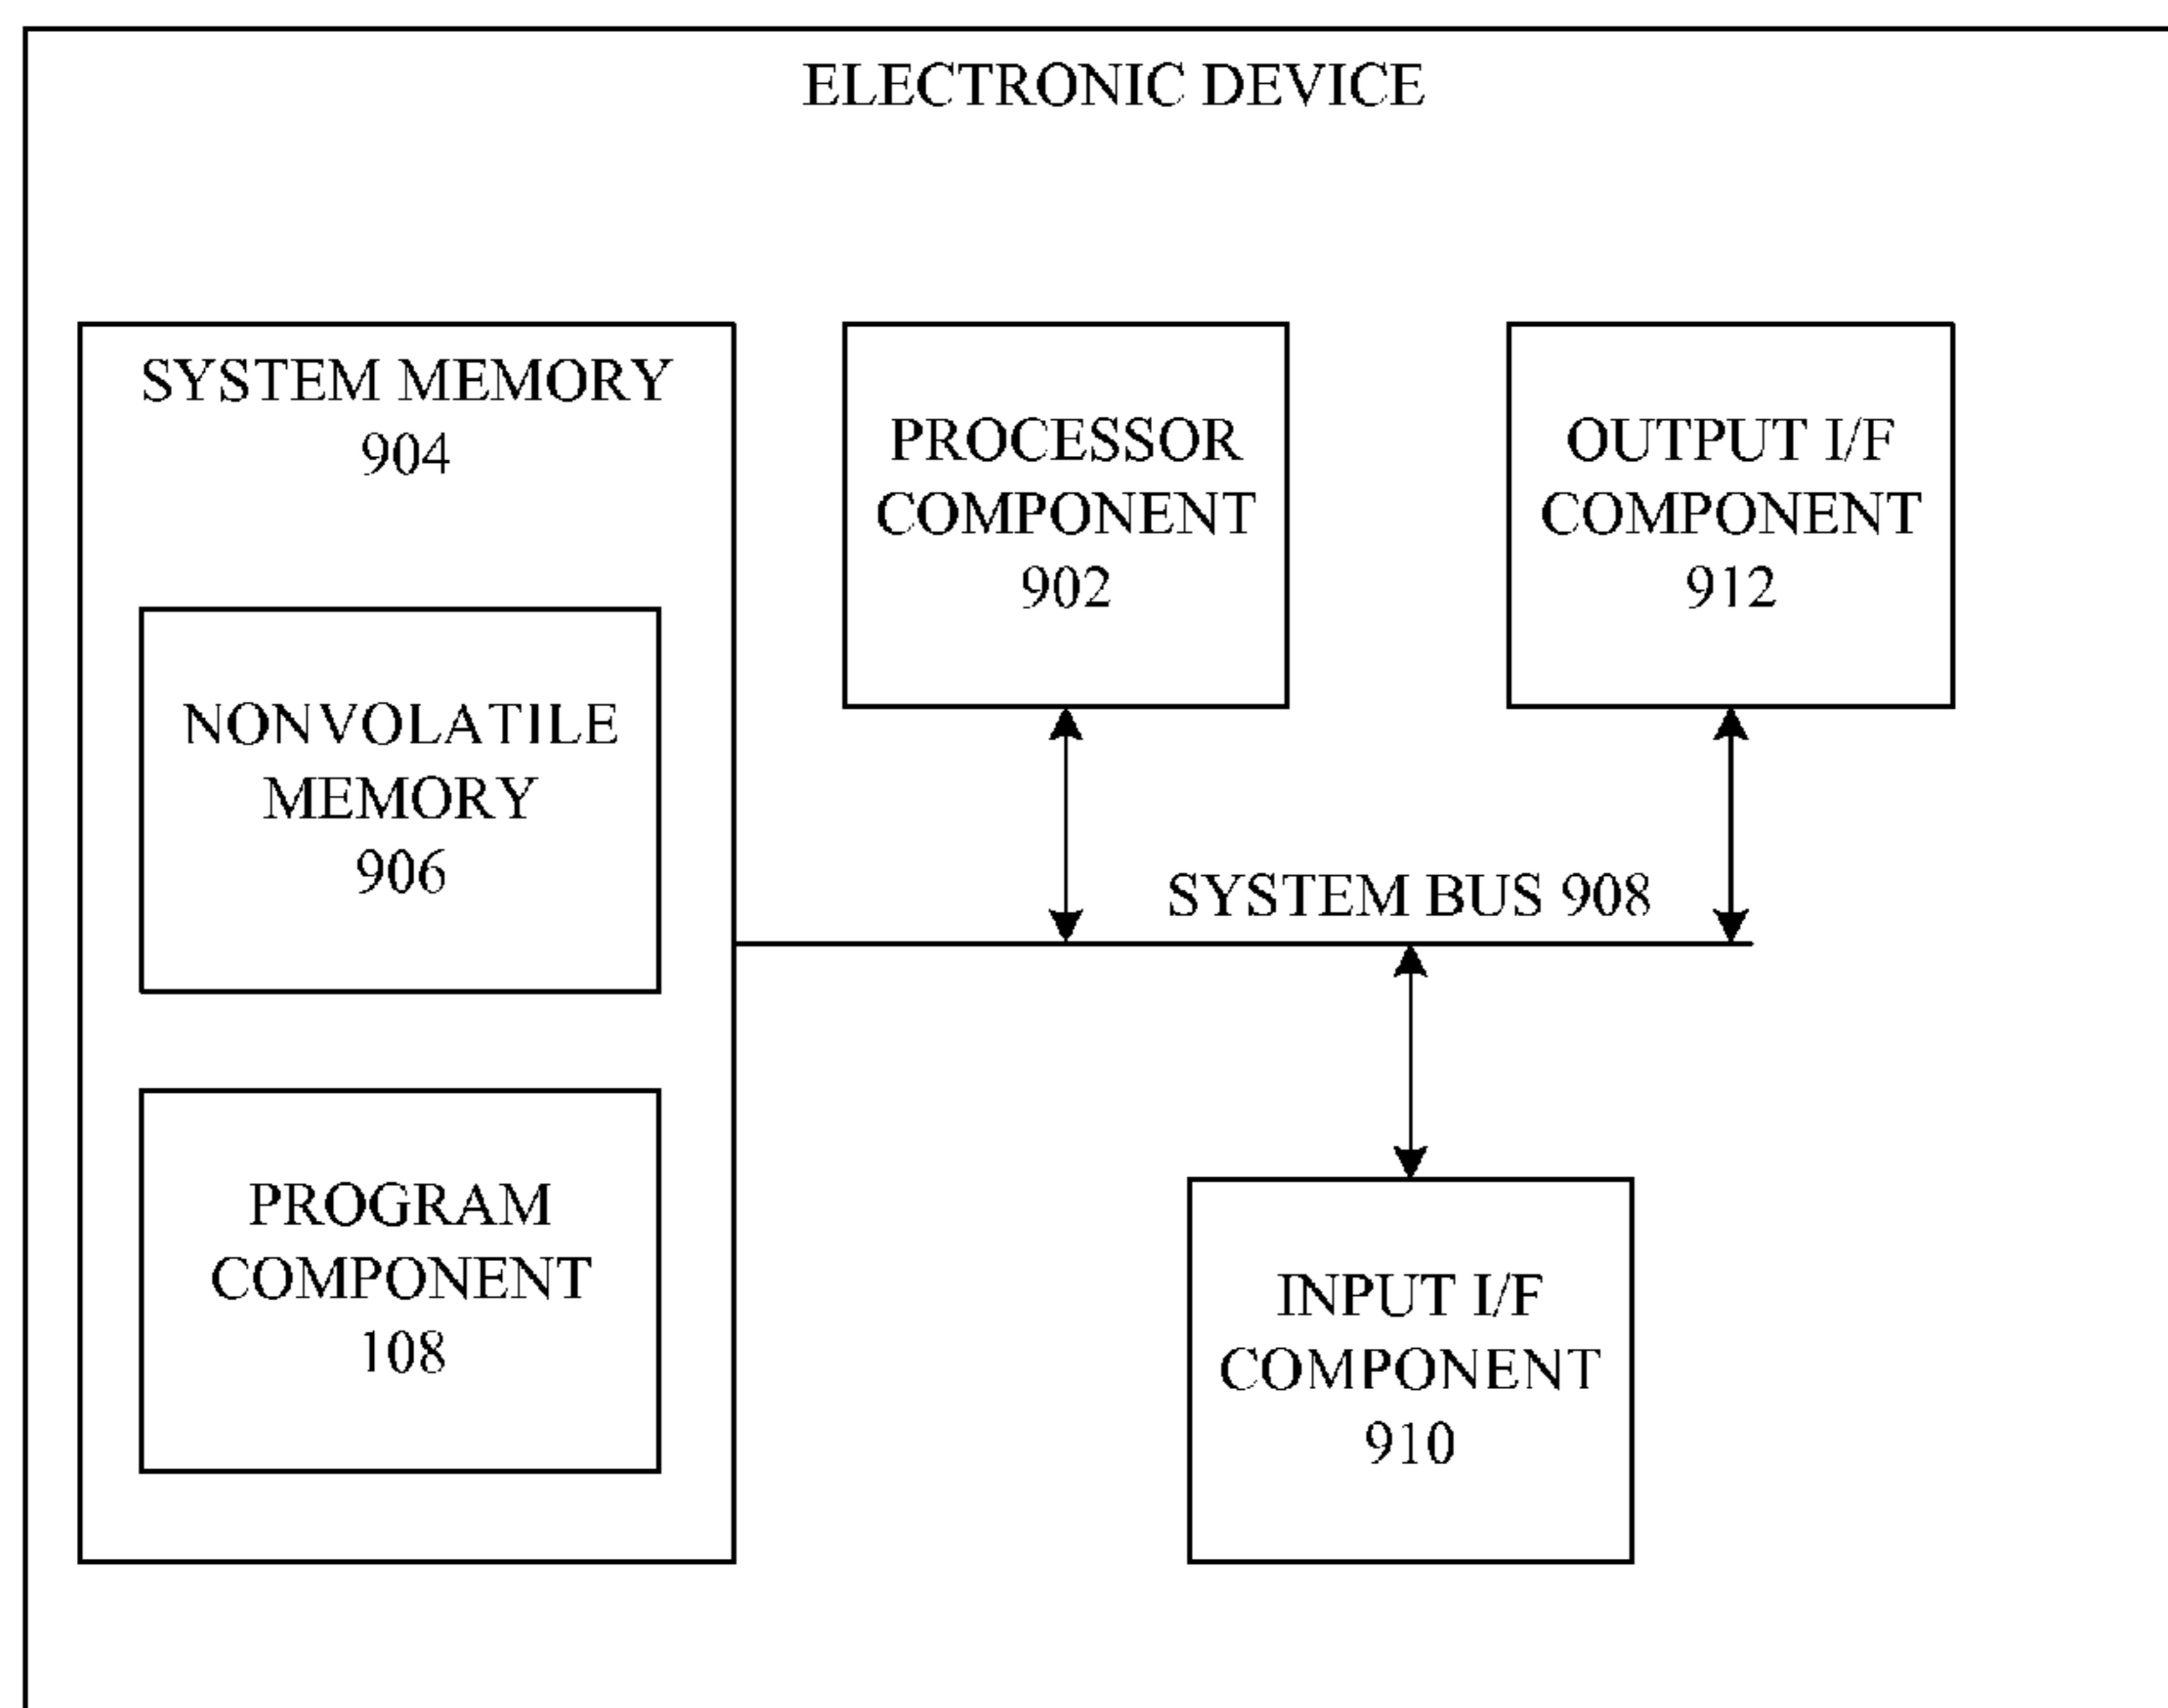 ELECTRONIC DEVICE
SYSTEM MEMORY
904
NONVOLATILE
MEMORY
906
PROGRAM
COMPONENT
108
PROCESSOR
COMPONENT
902
OUTPUT I/F
COMPONENT
912
SYSTEM BUS 908
INPUT I/F
COMPONENT
910